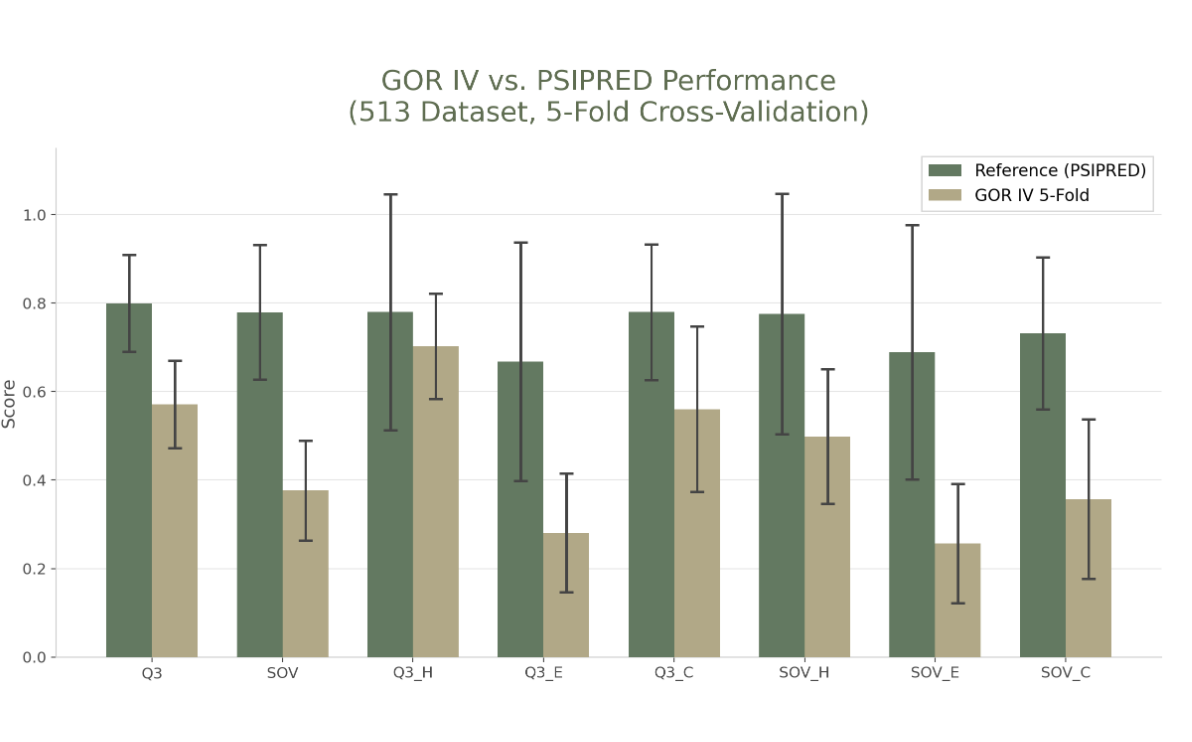 GOR IV vs. PSIPRED Performance
(513 Dataset, 5-Fold Cross-Validation)
Reference (PSIPRED)
GOR IV 5-Fold
Score
1.0
0.8
0.6
0.4
0.2
0.0
Q3 SOV Q3_H Q3_E Q3_C SOV_H SOV_E SOV_C